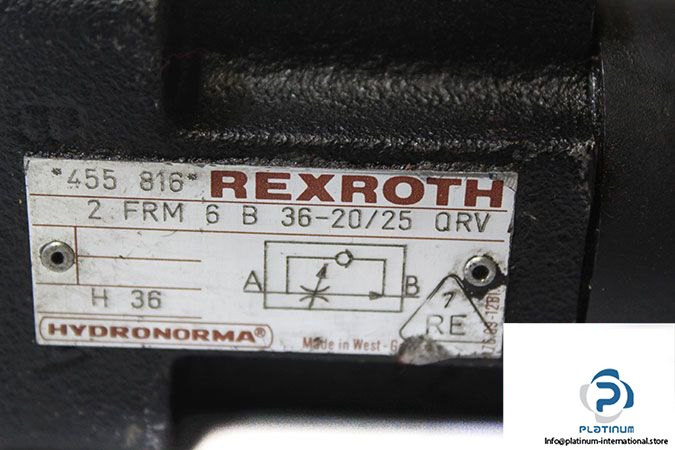 *455 816* REXROTH
2 FRM 6 B 36-20/25 QRV
A B
H 36
7
RE
HYDRONORMA®
Made in West-G
PLATINUM
Info@platinum-international.store